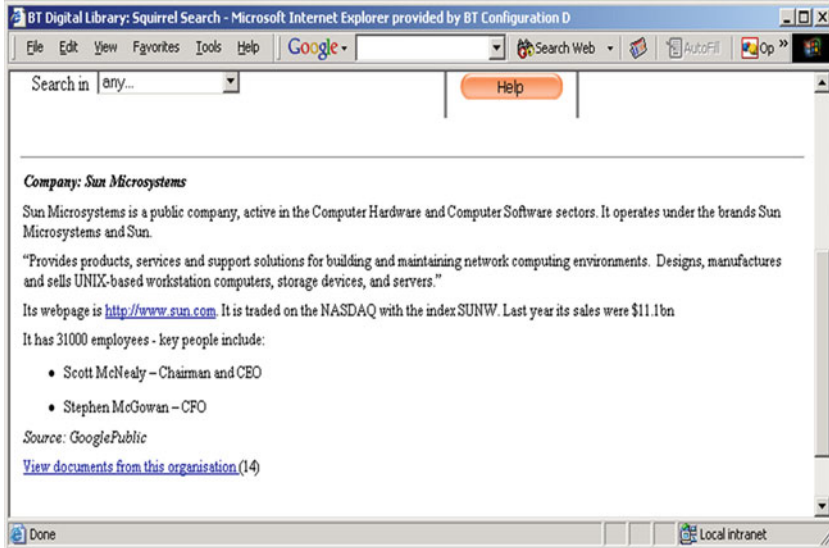 BT Digital Library: Squirrel Search - Microsoft Internet Explorer provided by BT Configuration D
File Edit View Favorites Tools Help Google Search Web AutoFill Op »
Search in any...
Help
Company: Sun Microsystems
Sun Microsystems is a public company, active in the Computer Hardware and Computer Software sectors. It operates under the brands Sun
Microsystems and Sun.
“Provides products, services and support solutions for building and maintaining network computing environments. Designs, manufactures
and sells UNIX-based workstation computers, storage devices, and servers.”
Its webpage is http://www.sun.com. It is traded on the NASDAQ with the index SUNW. Last year its sales were $11.1bn
It has 31000 employees - key people include:
• Scott McNealy – Chairman and CEO
• Stephen McGowan – CFO
Source: GooglePublic
View documents from this organisation (14)
Done Local intranet